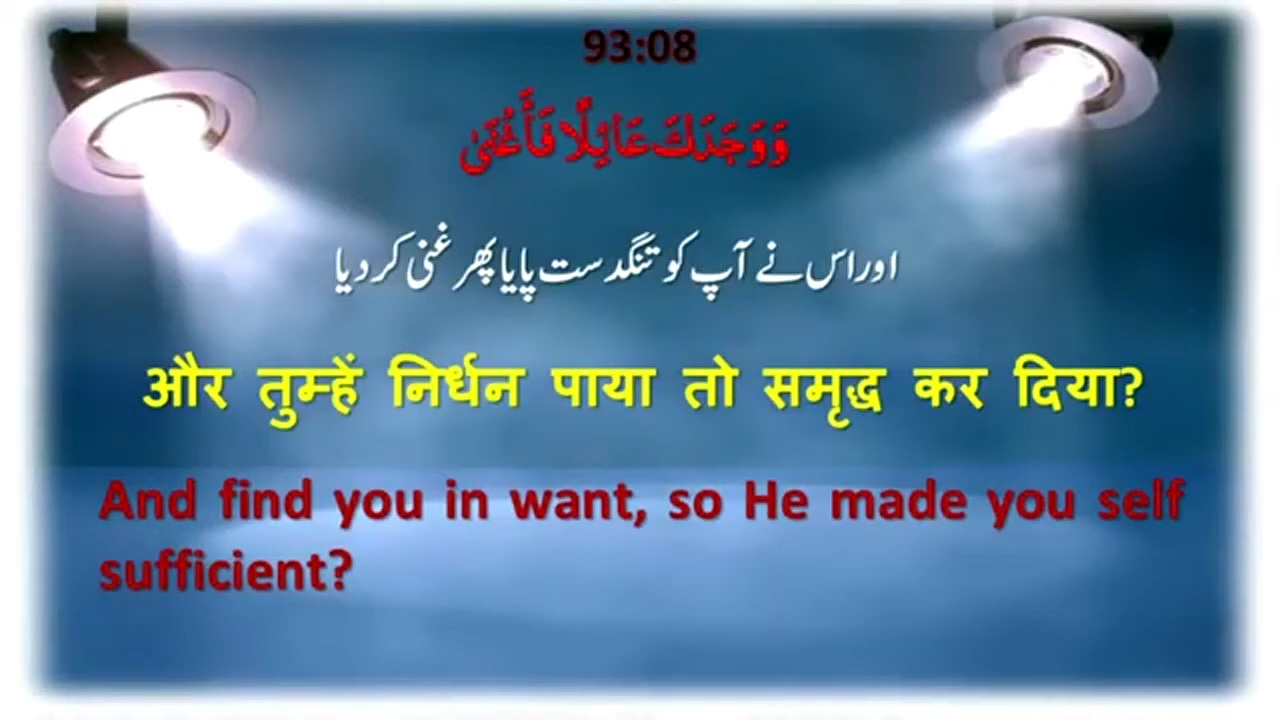 93:08
وَوَجَدَكَ عَائِلًا فَأَغْنَىٰ
اور اس نے آپ کو تنگدست پایا پھر غنی کر دیا
और तुम्हें निर्धन पाया तो समृद्ध कर दिया?
And find you in want, so He made you self
sufficient?